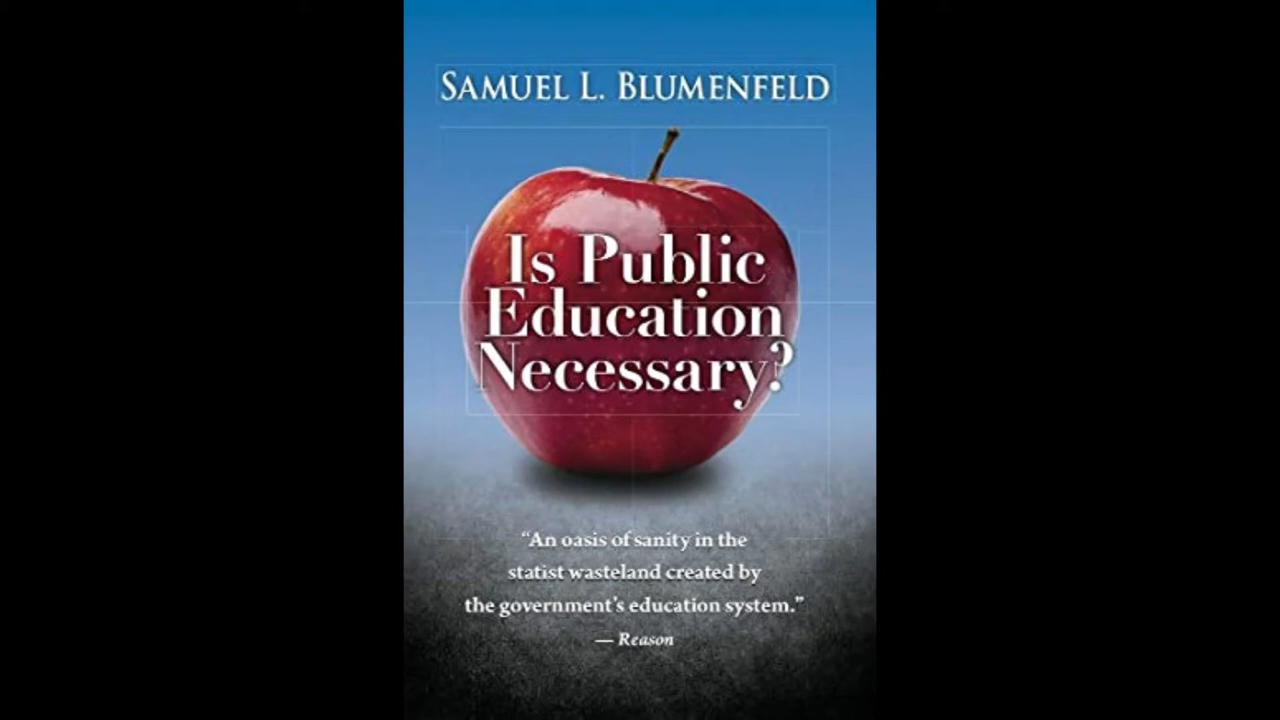 SAMUEL L. BLUMENFELD
Is Public
Education
Necessary?
“An oasis of sanity in the
statist wasteland created by
the government’s education system.”
— Reason